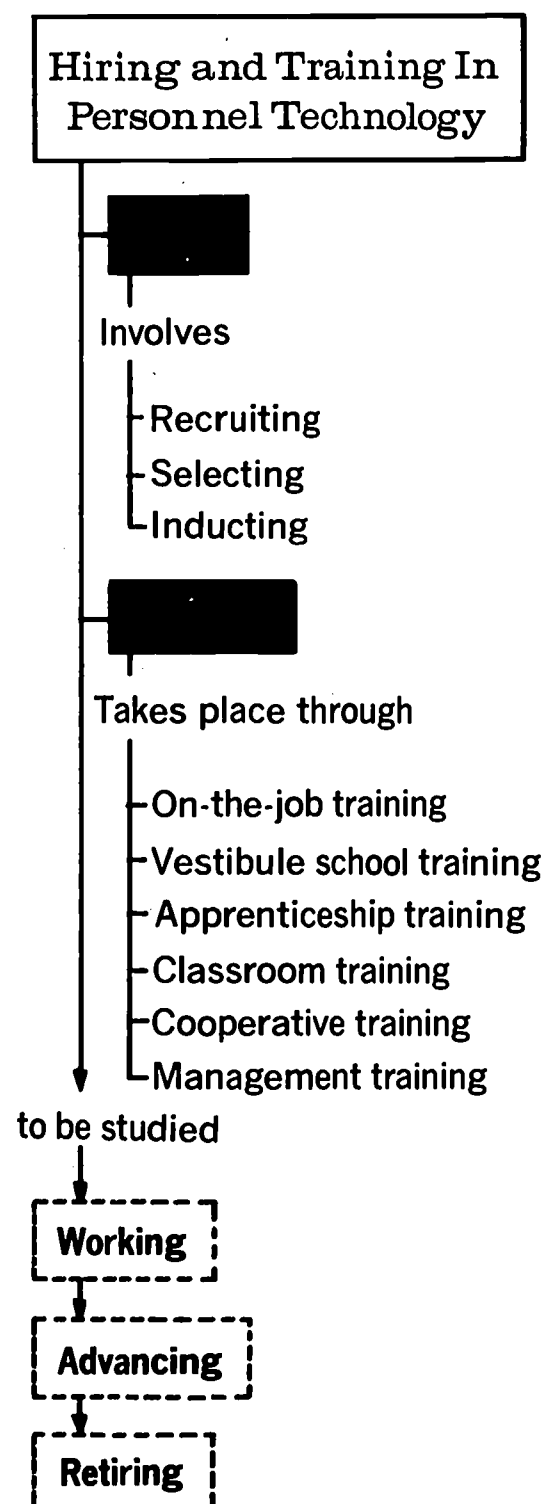 Hiring and Training In
Personnel Technology
Involves
Recruiting
Selecting
Inducting
Takes place through
On-the-job training
Vestibule school training
Apprenticeship training
Classroom training
Cooperative training
Management training
to be studied
Working
Advancing
Retiring